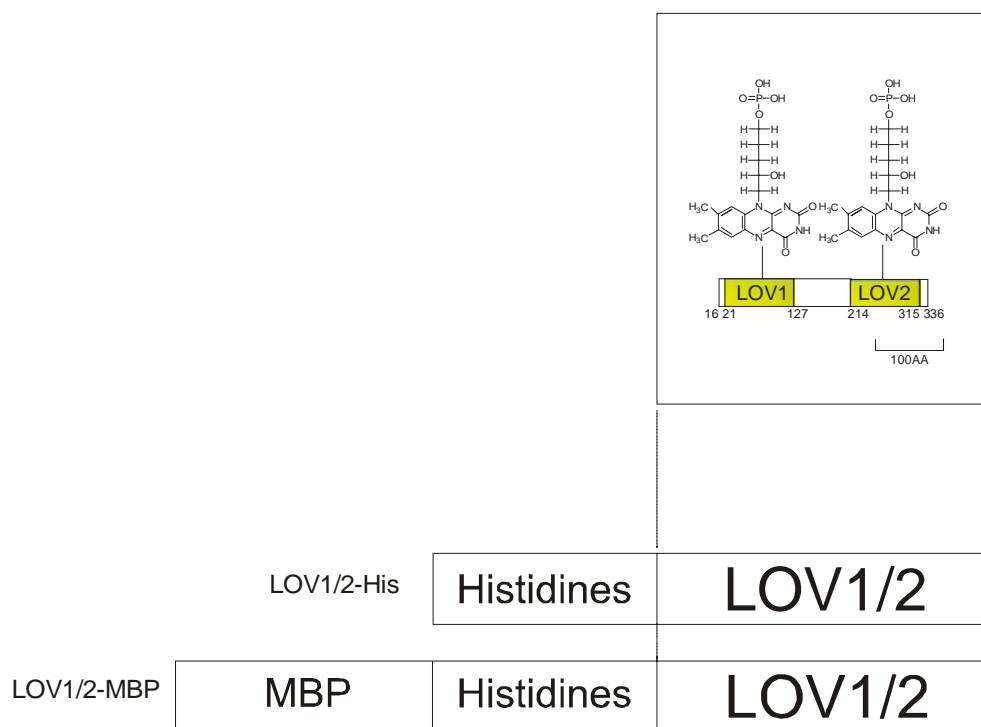 OH OH
O=P–OH O=P–OH
O O
H H H H
H H H H
H H H H
H OH H OH
H H H H
H₃C N N O H₃C N N O
H₃C N NH H₃C N NH
O O
LOV1 LOV2
16 21 127 214 315 336
100AA
LOV1/2-His Histidines LOV1/2
LOV1/2-MBP MBP Histidines LOV1/2